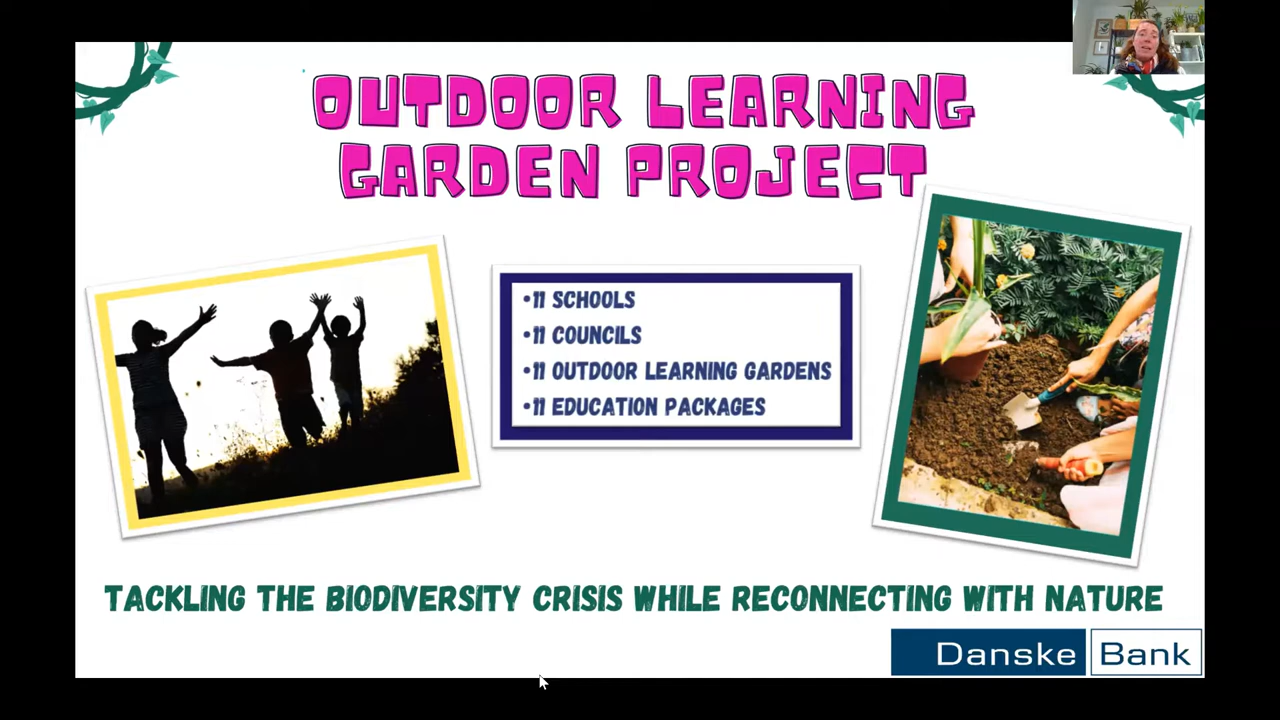 OUTDOOR LEARNING
GARDEN PROJECT
•11 SCHOOLS
•11 COUNCILS
•11 OUTDOOR LEARNING GARDENS
•11 EDUCATION PACKAGES
TACKLING THE BIODIVERSITY CRISIS WHILE RECONNECTING WITH NATURE
Danske Bank